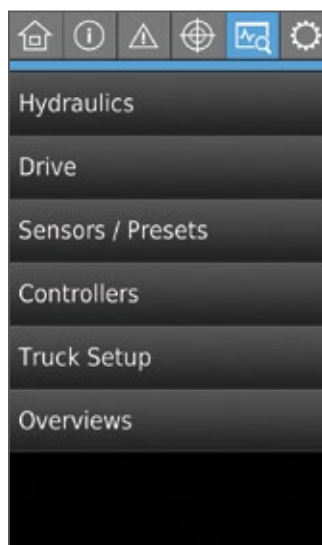 Hydraulics
Drive
Sensors / Presets
Controllers
Truck Setup
Overviews